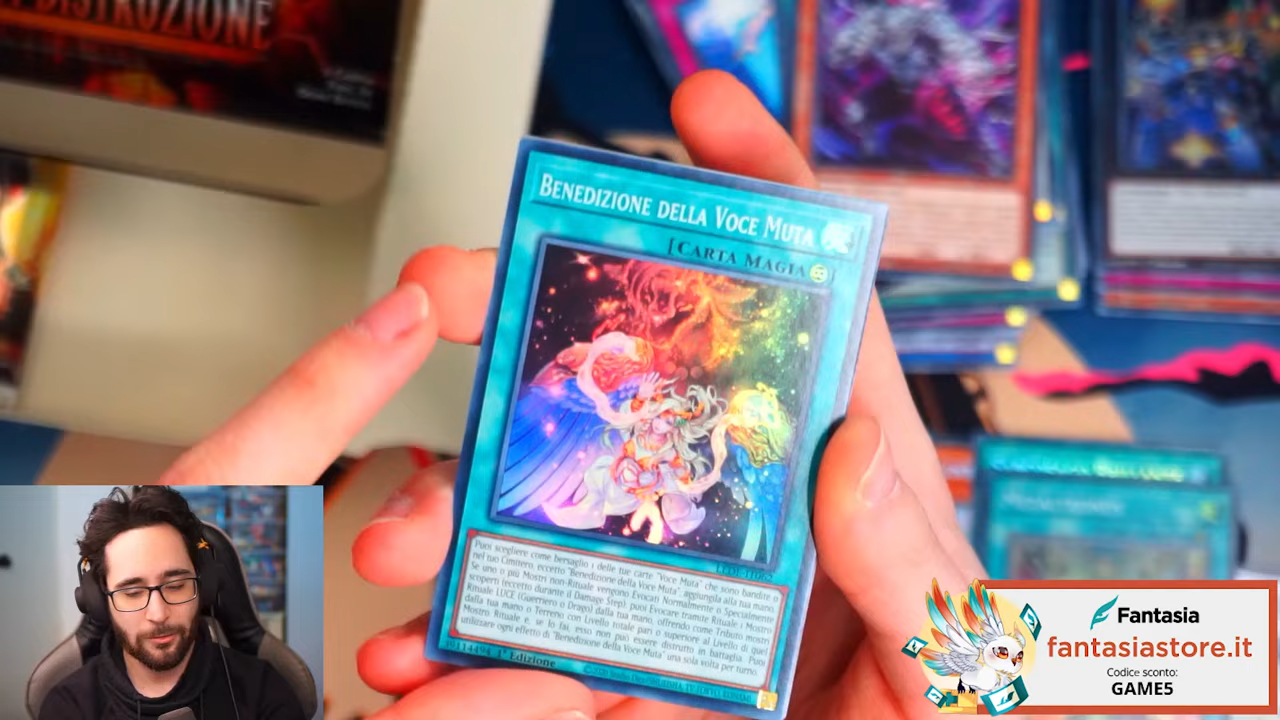 DISTRUZIONE
BENEDIZIONE DELLA VOCE MUTA
[CARTA MAGIA]
LEDE-IT062
Puoi scegliere come bersaglio 1 delle tue carte "Voce Muta" che sono bandite o
nel tuo Cimitero, eccetto "Benedizione della Voce Muta"; aggiungila alla tua mano.
Se uno o più Mostri non-Rituale vengono Evocati Normalmente o Specialmente
scoperti (eccetto durante il Damage Step): puoi Evocare tramite Rituale 1 Mostro
Rituale LUCE (Guerriero o Drago) dalla tua mano, offrendo come Tributo mostri
dalla tua mano o Terreno con Livello totale pari o superiore al Livello di quel
Mostro Rituale e, se lo fai, esso non può essere distrutto in battaglia. Puoi
utilizzare ogni effetto di "Benedizione della Voce Muta" una sola volta per turno.
1ª Edizione
Fantasia
fantasiastore.it
Codice sconto:
GAME5